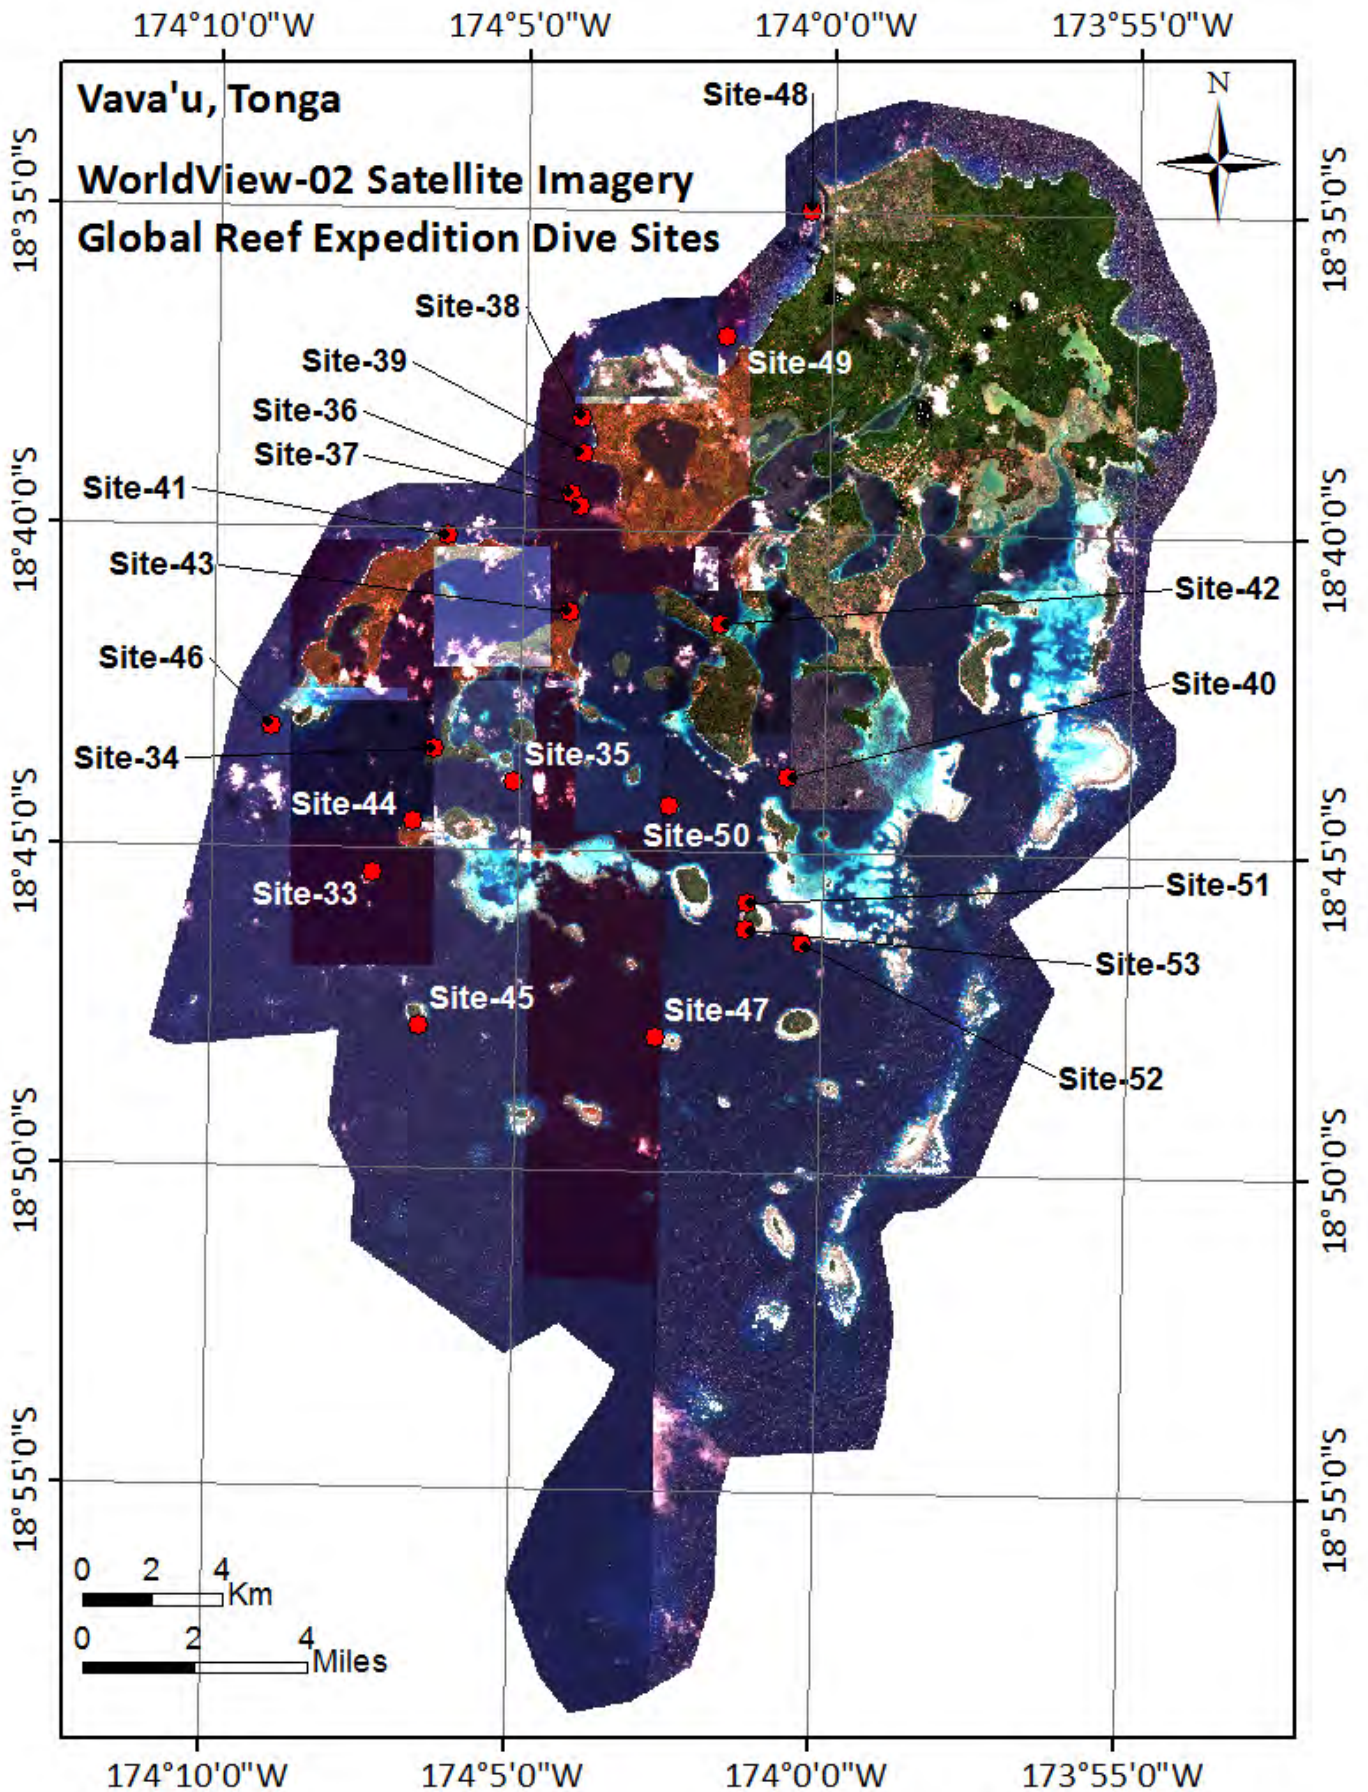 174°10'0"W 174°5'0"W 174°0'0"W 173°55'0"W
Vava'u, Tonga
WorldView-02 Satellite Imagery
Global Reef Expedition Dive Sites
N
Site-48
18°35'0"S
18°35'0"S
Site-38
Site-39
Site-49
Site-36
Site-37
Site-41
18°40'0"S
18°40'0"S
Site-43
Site-42
Site-46
Site-40
Site-34
Site-35
Site-44
Site-50
18°45'0"S
18°45'0"S
Site-33
Site-51
Site-53
Site-45
Site-47
Site-52
18°50'0"S
18°50'0"S
18°55'0"S
18°55'0"S
0 2 4
Km
0 2 4
Miles
174°10'0"W 174°5'0"W 174°0'0"W 173°55'0"W